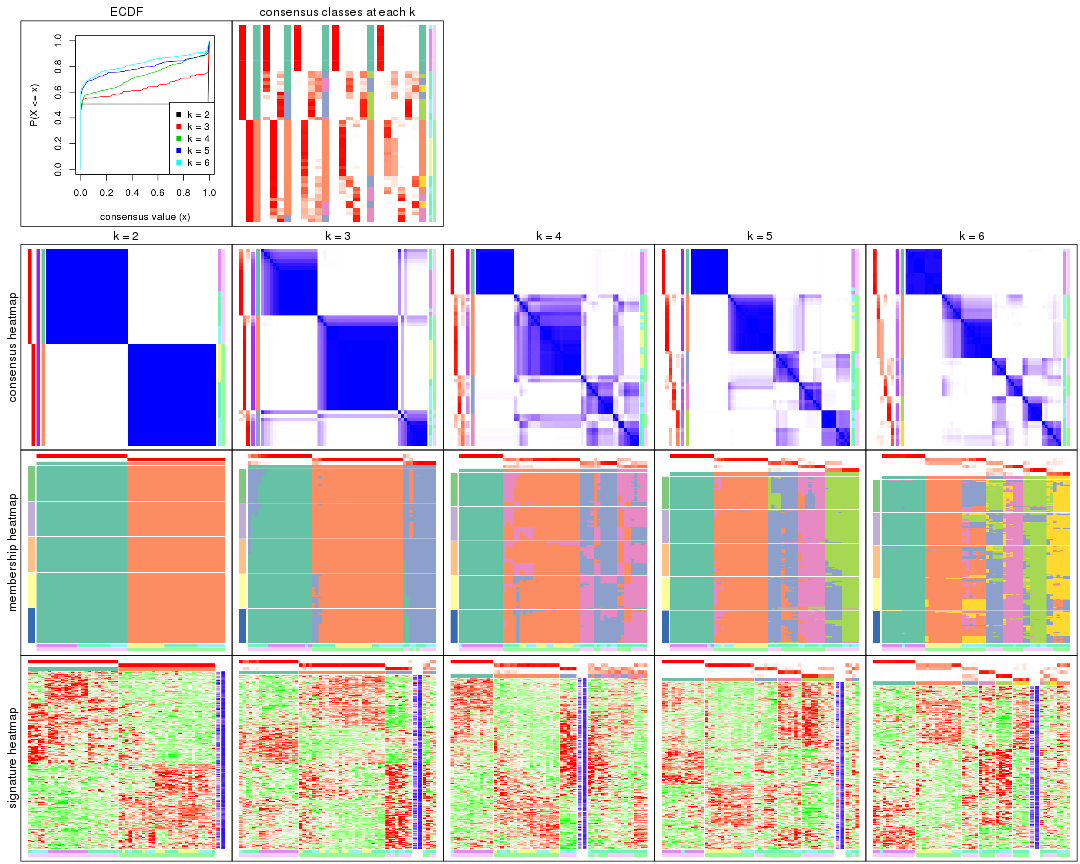 ECDF
consensus classes at each k
P(X <= x)
0.0 0.2 0.4 0.6 0.8 1.0
k = 2
k = 3
k = 4
k = 5
k = 6
0.0 0.2 0.4 0.6 0.8 1.0
consensus value (x)
k = 2
k = 3
k = 4
k = 5
k = 6
consensus heatmap
membership heatmap
signature heatmap